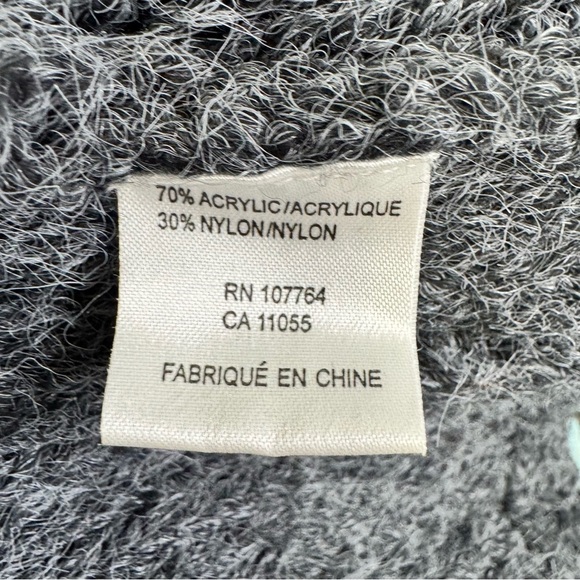 70% ACRYLIC/ACRYLIQUE
30% NYLON/NYLON
RN 107764
CA 11055
FABRIQUÉ EN CHINE